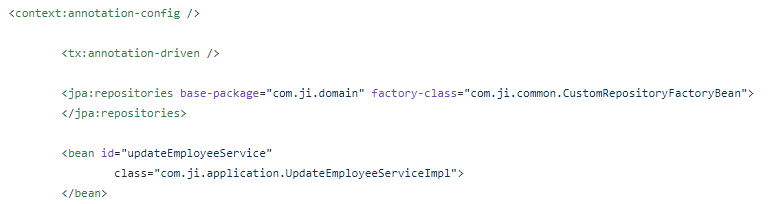 <context:annotation-config />
<tx:annotation-driven />
<jpa:repositories base-package="com.ji.domain" factory-class="com.ji.common.CustomRepositoryFactoryBean">
</jpa:repositories>
<bean id="updateEmployeeService"
class="com.ji.application.UpdateEmployeeServiceImpl">
</bean>